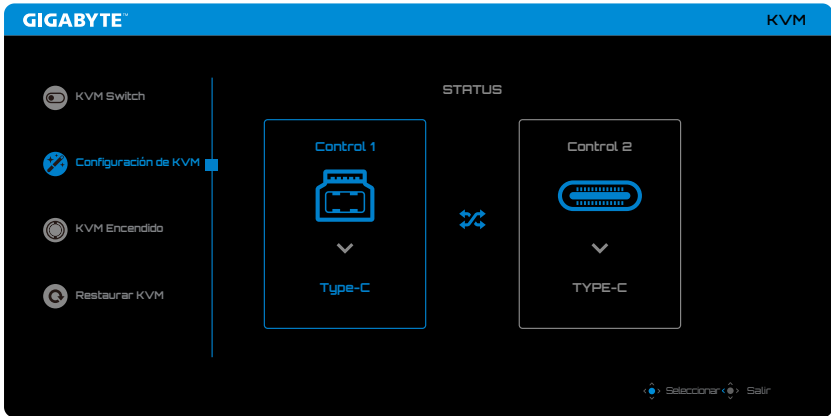 GIGABYTE™
KVM
KVM Switch
Configuración de KVM
KVM Encendido
Restaurar KVM
STATUS
Control 1
Type-C
Control 2
TYPE-C
Seleccionar
Salir